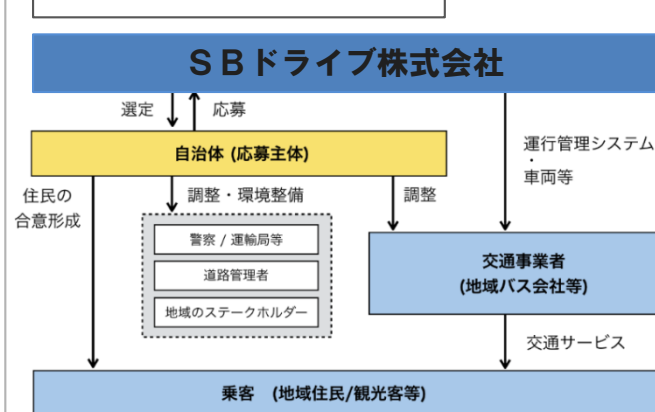 ＳＢドライブ株式会社
選定
応募
運行管理システム
・
車両等
自治体 (応募主体)
住民の
合意形成
調整・環境整備
調整
警察 / 運輸局等
道路管理者
地域のステークホルダー
交通事業者
(地域バス会社等)
交通サービス
乗客　(地域住民/観光客等)